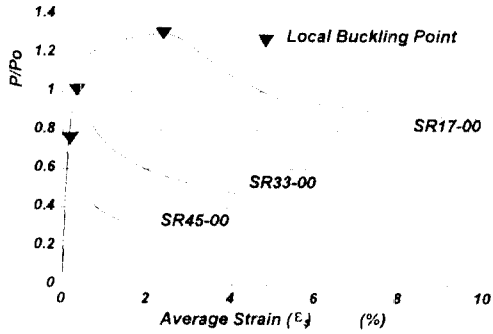 1.4
P/Po
1.2
1
0.8
0.6
0.4
0.2
0
Local Buckling Point
SR17-00
SR33-00
SR45-00
0 2 4 6 8 10
Average Strain (εs) (%)